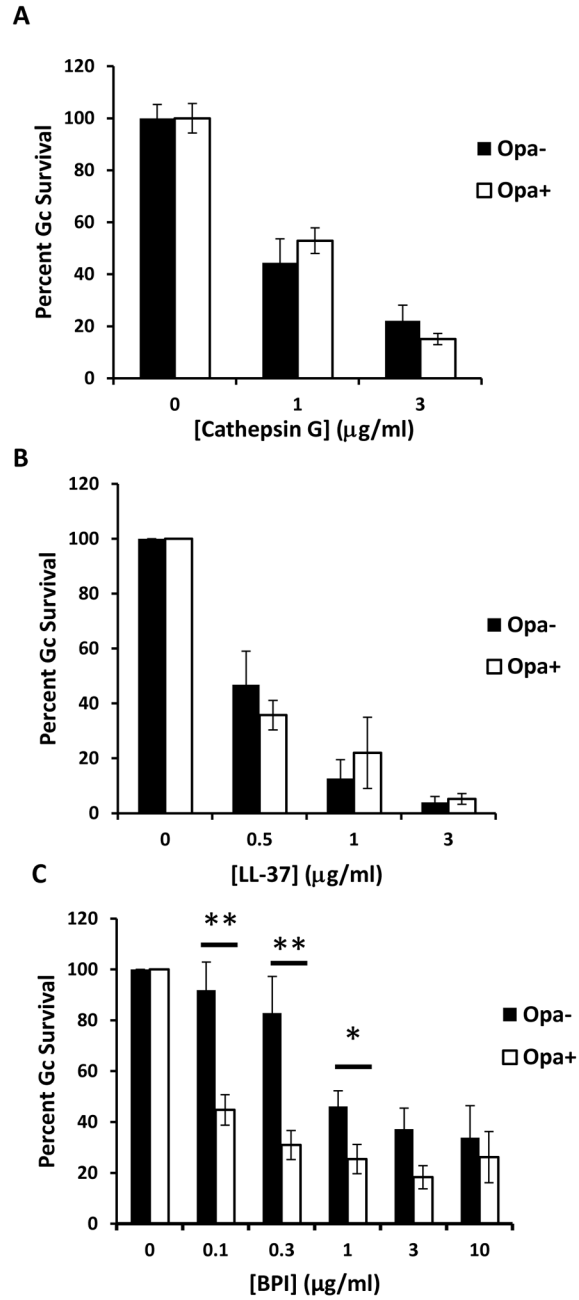 A
Percent Gc Survival
120
100
80
60
40
20
0
0 1 3
[Cathepsin G] (μg/ml)
Opa-
Opa+
B
Percent Gc Survival
120
100
80
60
40
20
0
0 0.5 1 3
[LL-37] (μg/ml)
Opa-
Opa+
C
Percent Gc Survival
120
100
80
60
40
20
0
**
**
*
0 0.1 0.3 1 3 10
[BPI] (μg/ml)
Opa-
Opa+